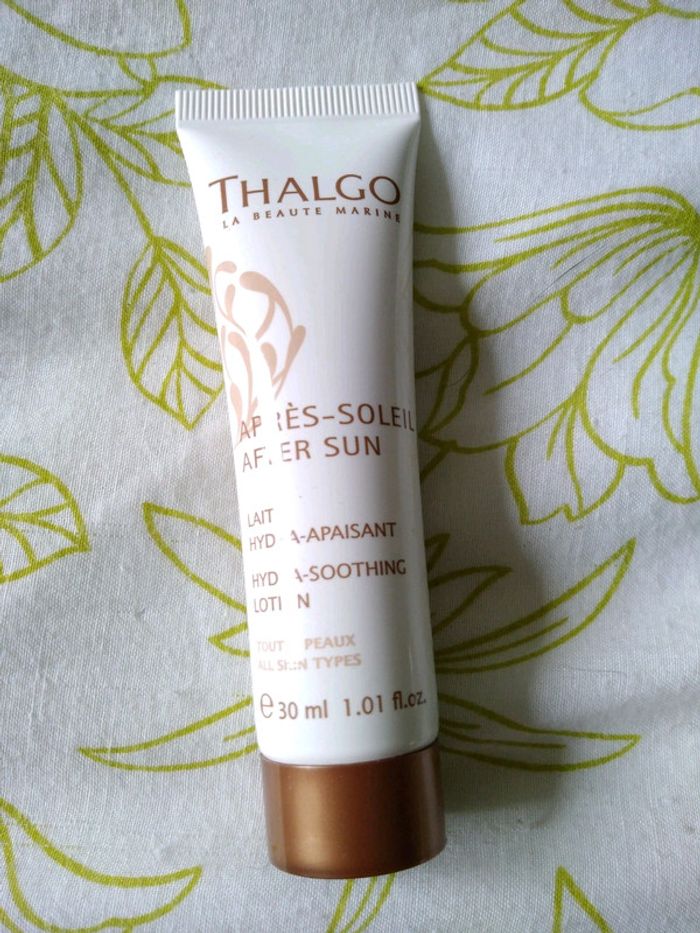 THALGO
LA BEAUTE MARINE
APRÈS-SOLEIL
AFTER SUN
LAIT
HYDRA-APAISANT
HYDRA-SOOTHING
LOTION
TOUT PEAUX
ALL SKIN TYPES
e 30 ml 1.01 fl.oz.